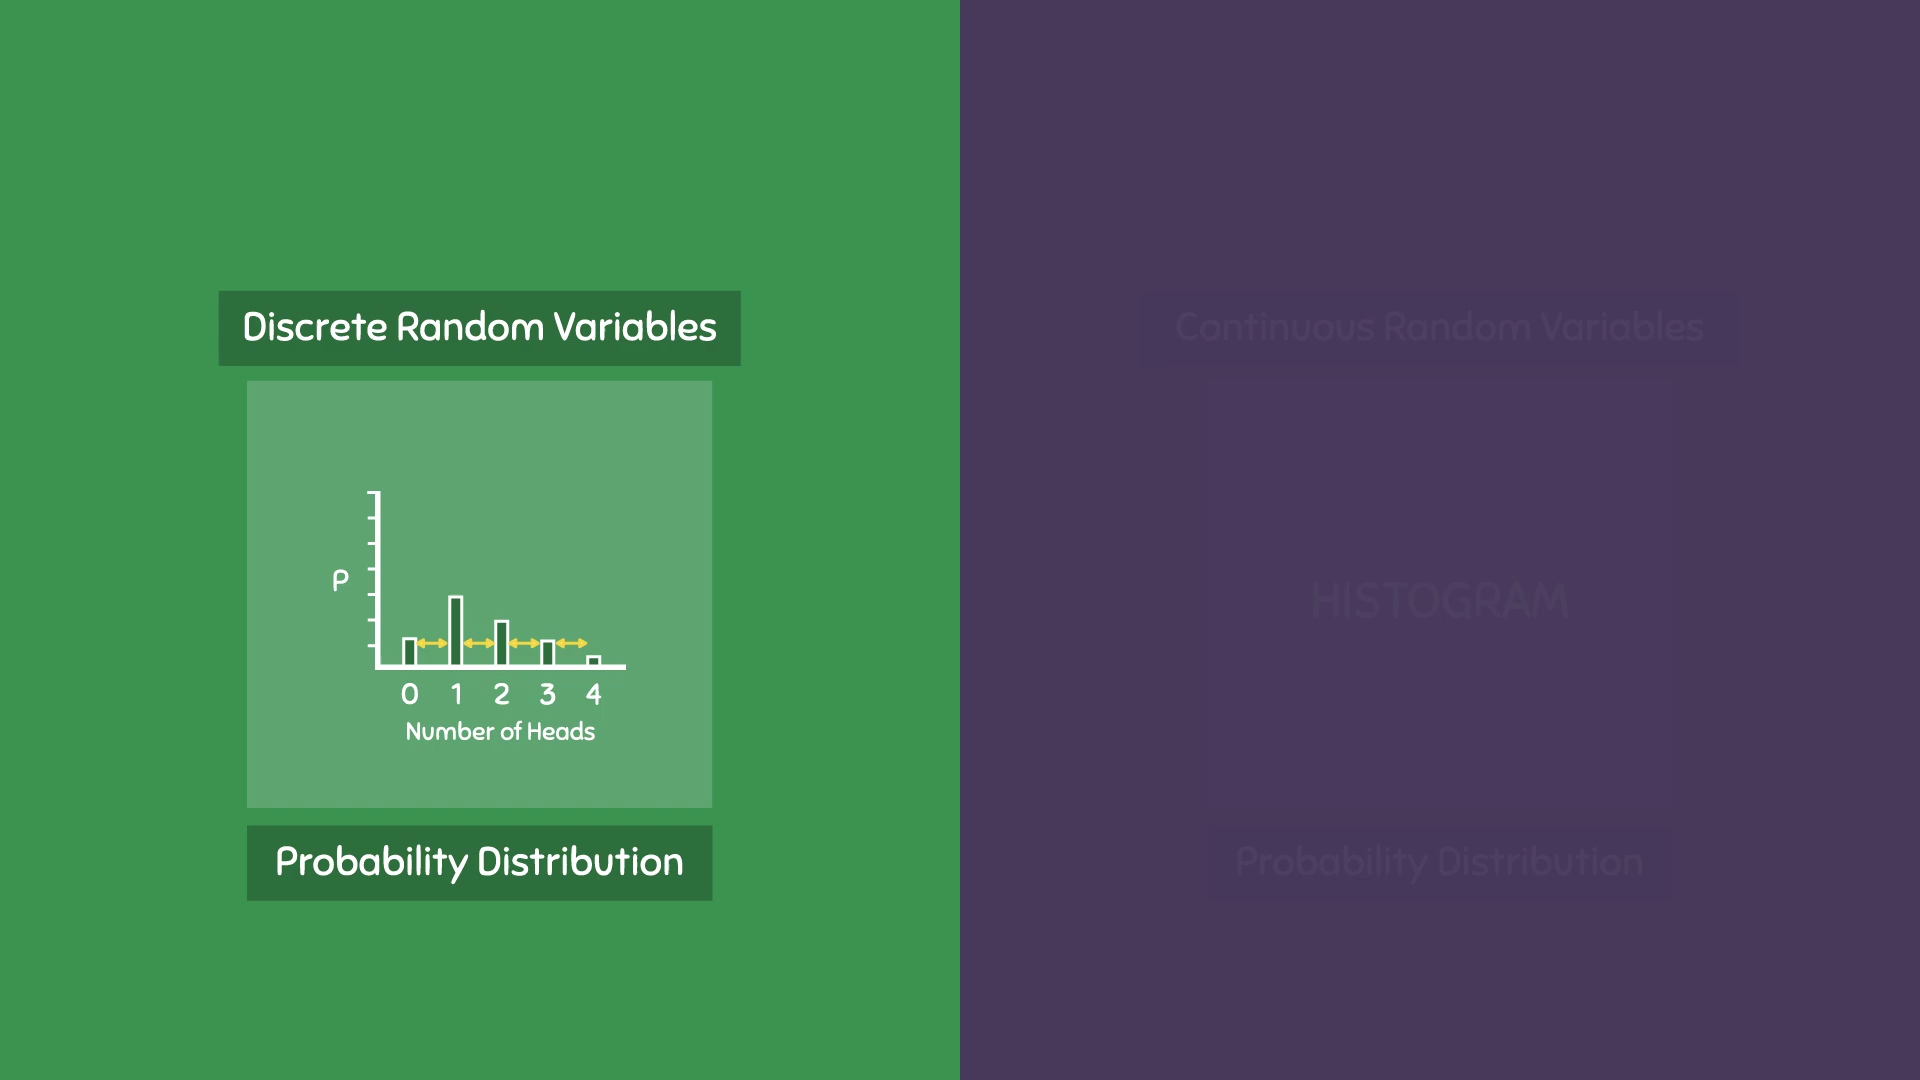 Discrete Random Variables
P
0 1 2 3 4
Number of Heads
Probability Distribution
Continuous Random Variables
HISTOGRAM
Probability Distribution